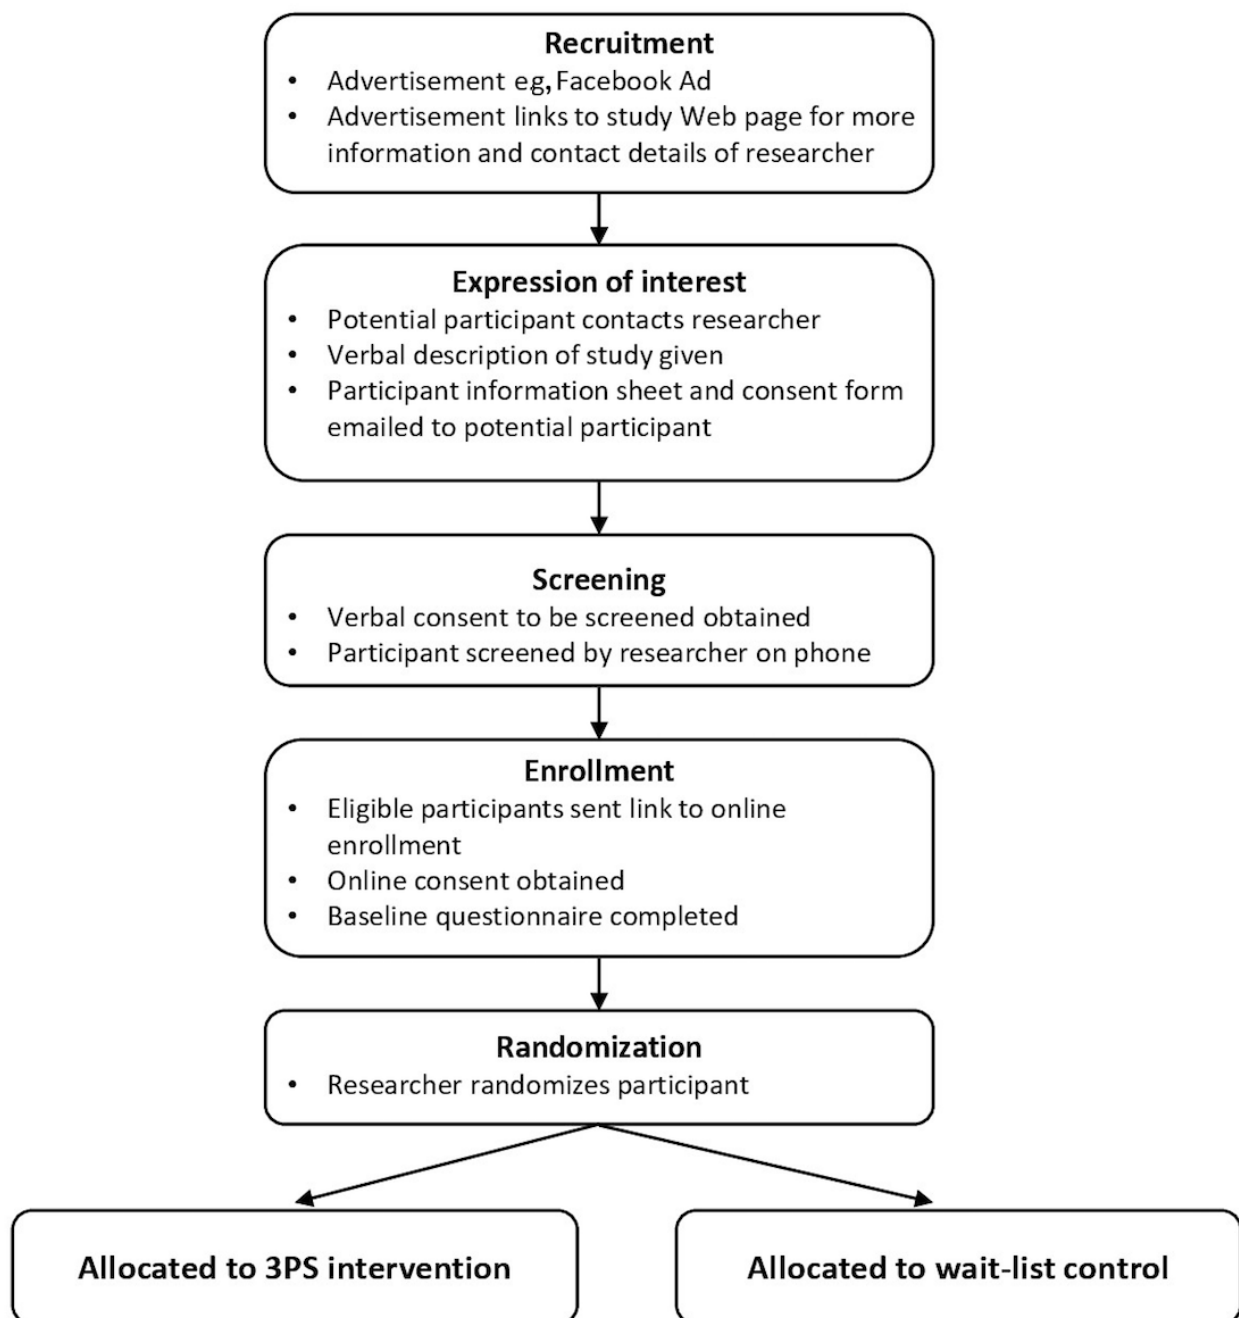 Recruitment
• Advertisement eg, Facebook Ad
• Advertisement links to study Web page for more
information and contact details of researcher
Expression of interest
• Potential participant contacts researcher
• Verbal description of study given
• Participant information sheet and consent form
emailed to potential participant
Screening
• Verbal consent to be screened obtained
• Participant screened by researcher on phone
Enrollment
• Eligible participants sent link to online
enrollment
• Online consent obtained
• Baseline questionnaire completed
Randomization
• Researcher randomizes participant
Allocated to 3PS intervention
Allocated to wait-list control